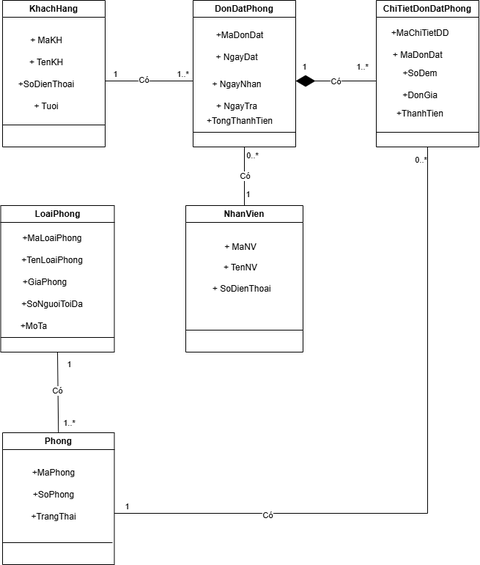 KhachHang
+ MaKH
+ TenKH
+SoDienThoai
+ Tuoi
1
Có
1..*
DonDatPhong
+MaDonDat
+NgayDat
+NgayNhan
+NgayTra
+TongThanhTien
1
Có
1..*
ChiTietDonDatPhong
+MaChiTietDD
+ MaDonDat
+SoDem
+DonGia
+ThanhTien
0..*
Có
1
0..*
LoaiPhong
+MaLoaiPhong
+TenLoaiPhong
+GiaPhong
+SoNguoiToiDa
+MoTa
NhanVien
+ MaNV
+ TenNV
+ SoDienThoai
1
Có
1..*
Phong
+MaPhong
+SoPhong
+TrangThai
1
Có